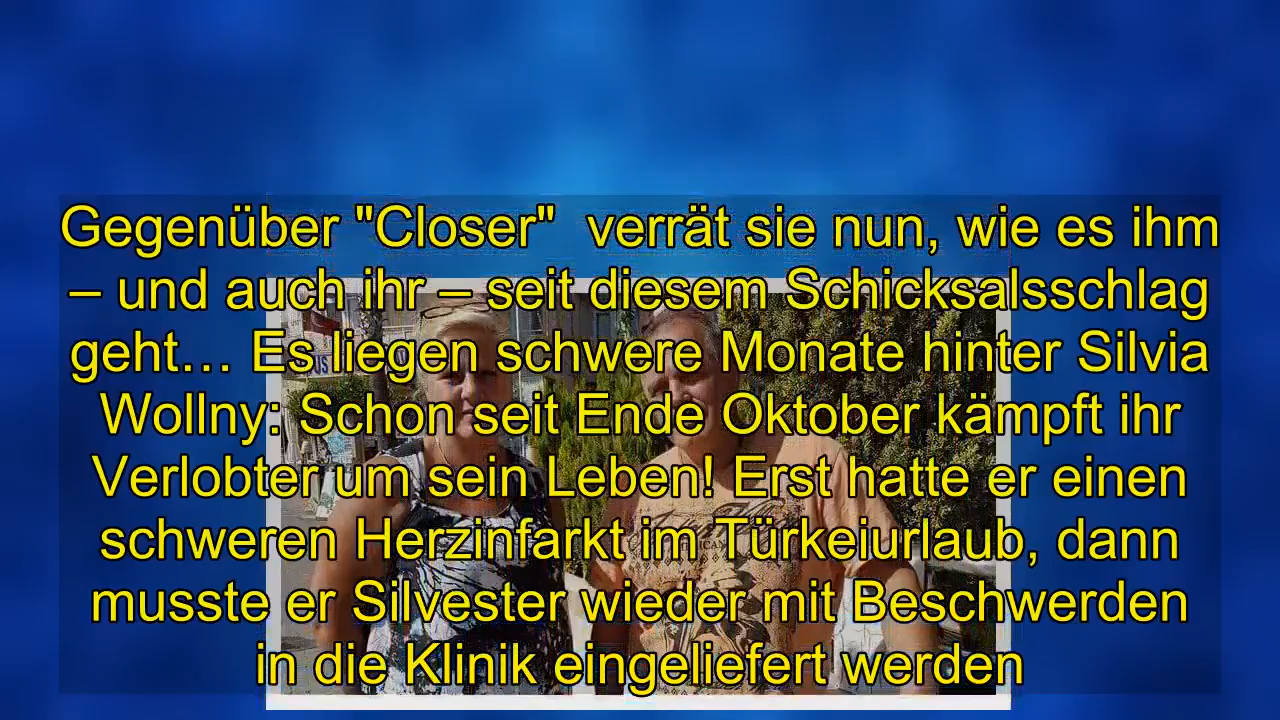 Gegenüber "Closer"  verrät sie nun, wie es ihm
– und auch ihr – seit diesem Schicksalsschlag
geht… Es liegen schwere Monate hinter Silvia
Wollny: Schon seit Ende Oktober kämpft ihr
Verlobter um sein Leben! Erst hatte er einen
schweren Herzinfarkt im Türkeiurlaub, dann
musste er Silvester wieder mit Beschwerden
in die Klinik eingeliefert werden